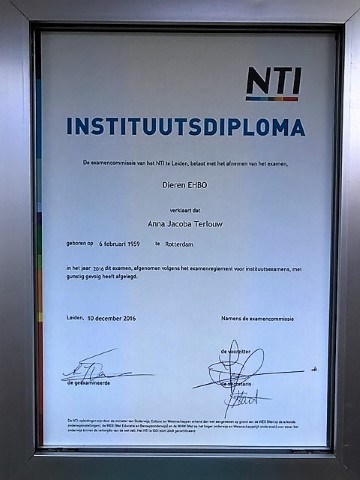 NTI
INSTITUUTSDIPLOMA
De examencommissie van het NTI te Leiden, belast met het afnemen van het examen,
Dieren EHBO
verklaart dat
Anna Jacoba Terlouw
geboren op 6 februari 1959 te Rotterdam
in het jaar 2016 dit examen, afgenomen volgens het examenreglement voor instituutsexamens, met
gunstig gevolg heeft afgelegd.
Leiden, 10 december 2016 Namens de examencommissie
de voorzitter
de geëxamineerde de secretaris